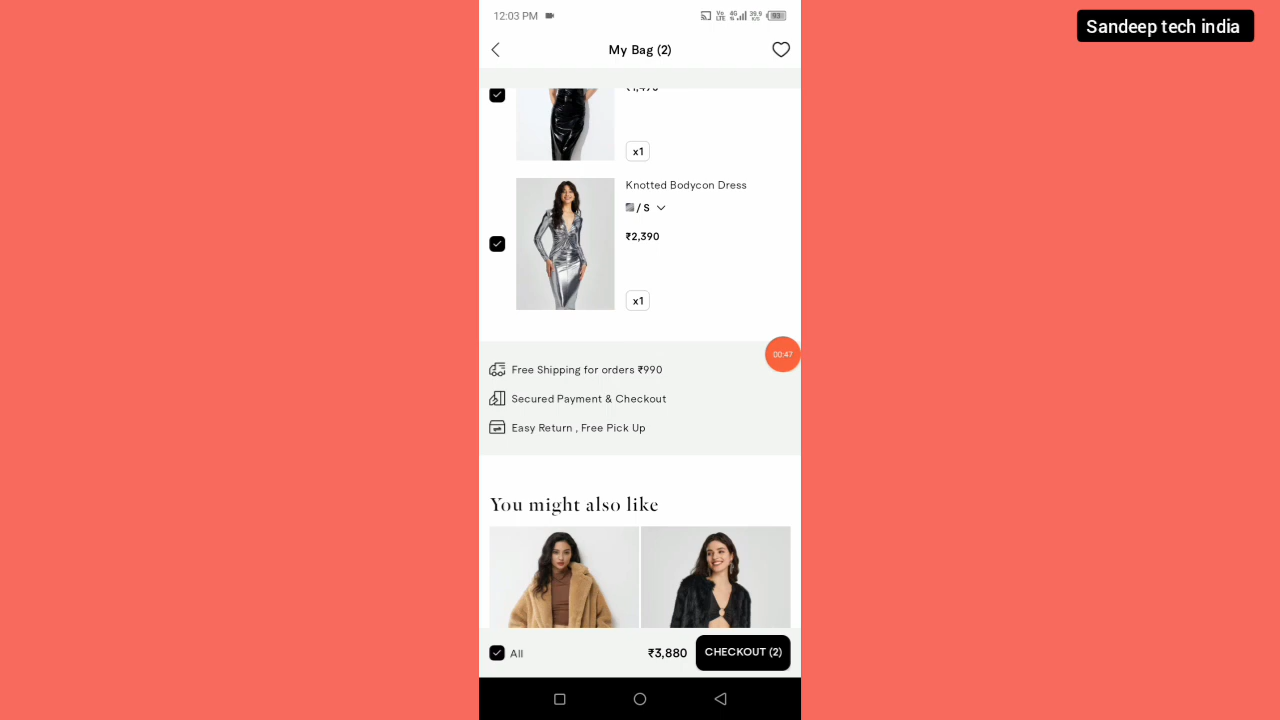 12:03 PM
Sandeep tech india
My Bag (2)
x1
Knotted Bodycon Dress
/ S
₹2,390
x1
00:47
Free Shipping for orders ₹990
Secured Payment & Checkout
Easy Return , Free Pick Up
You might also like
All
₹3,880
CHECKOUT (2)